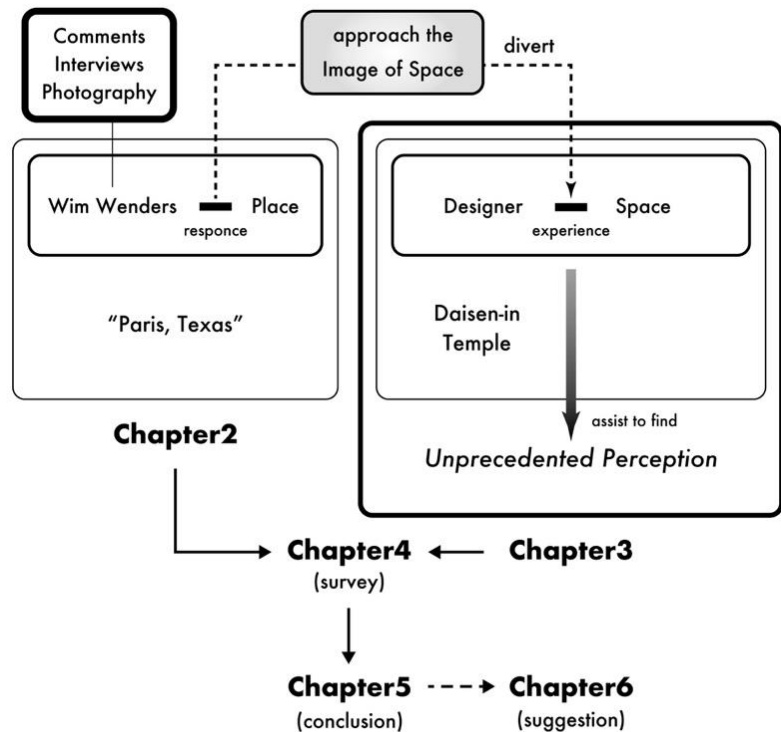 Comments
Interviews
Photography
approach the
Image of Space
divert
Wim Wenders
Place
responce
Designer
Space
experience
“Paris, Texas”
Daisen-in
Temple
assist to find
Unprecedented Perception
Chapter2
Chapter4
(survey)
Chapter3
Chapter5
(conclusion)
Chapter6
(suggestion)